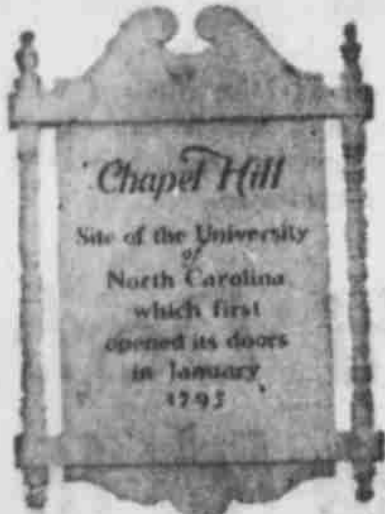 Chapel Hill
Site of the University
of
North Carolina
which first
opened its doors
in January
1795